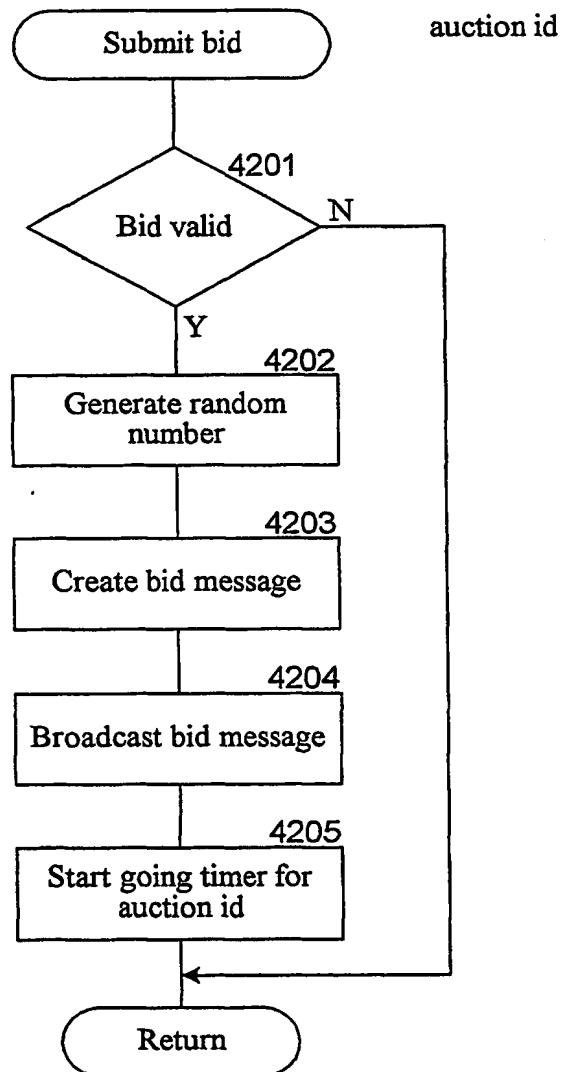 Submit bid
auction id
4201
Bid valid
N
Y
4202
Generate random
number
4203
Create bid message
4204
Broadcast bid message
4205
Start going timer for
auction id
Return